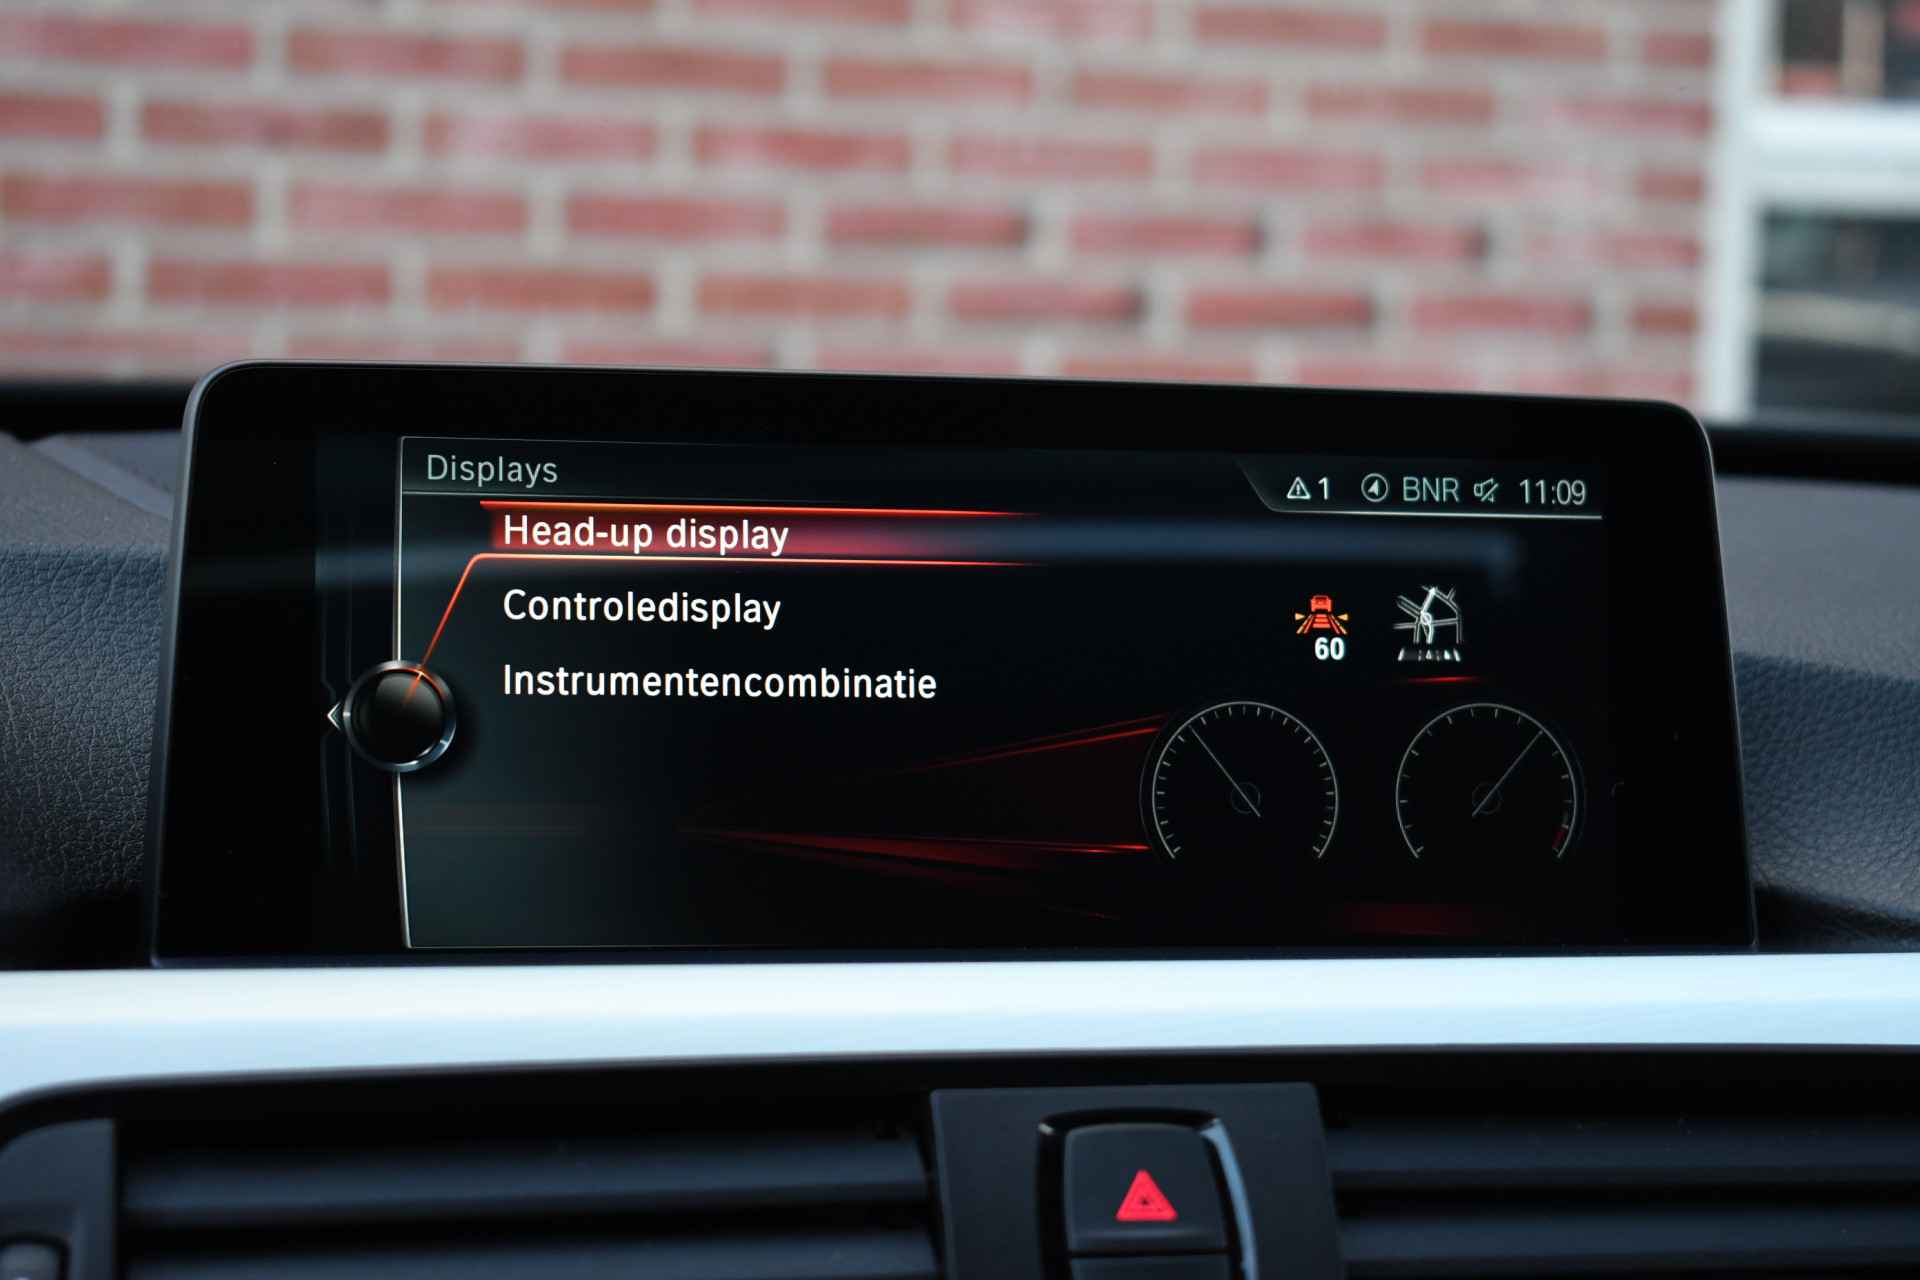 Displays
1 BNR 11:09
Head-up display
Controledisplay
60
Instrumentencombinatie